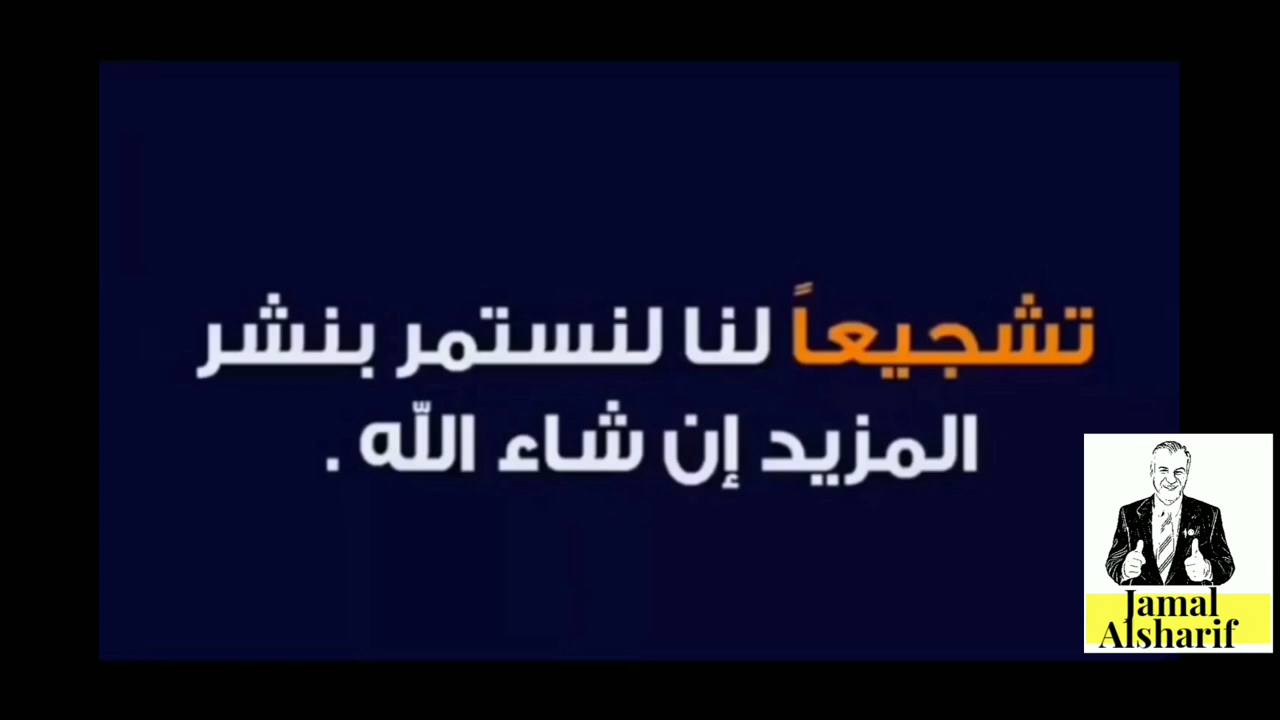 تشجيعاً لنا لنستمر بنشر
المزيد إن شاء الله .
Jamal
Alsharif